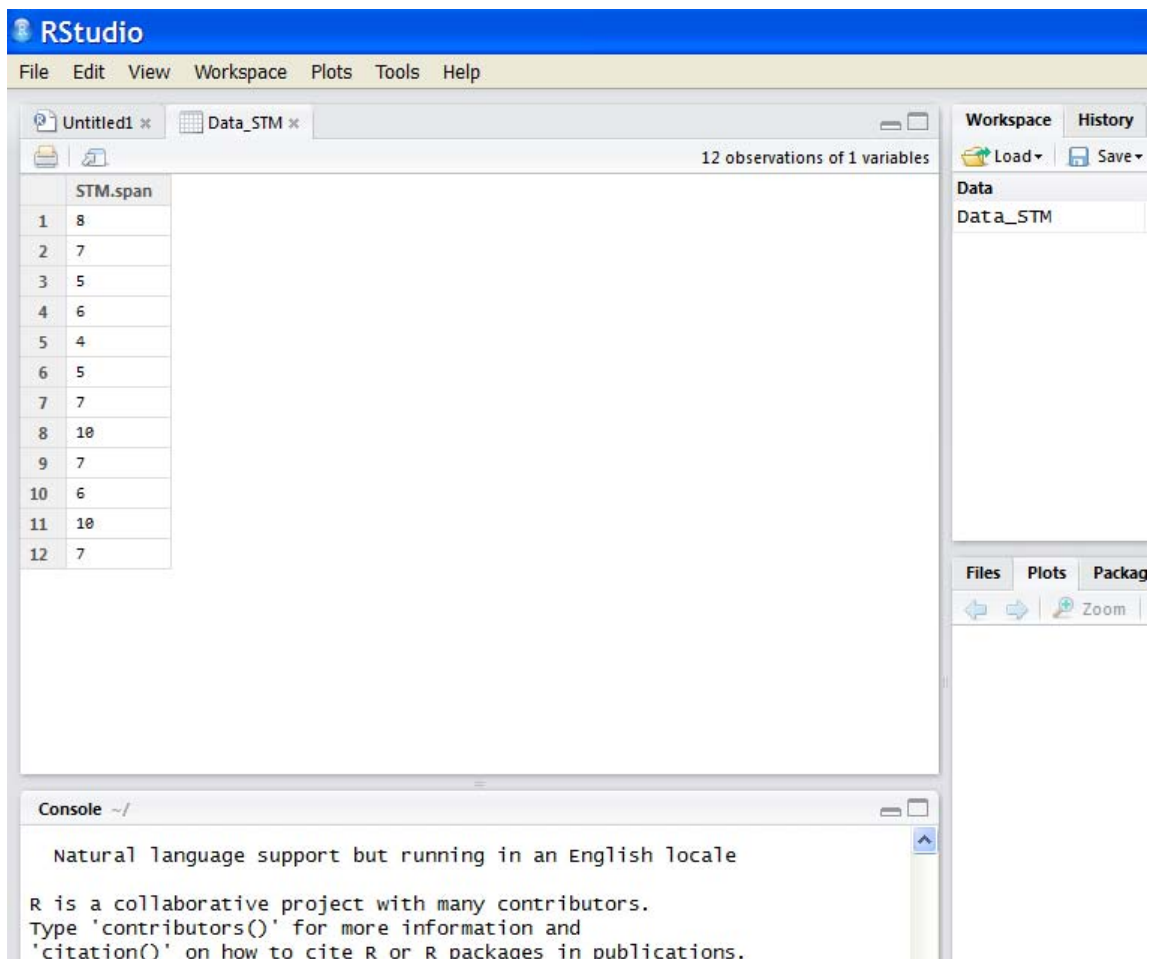 RStudio
File Edit View Workspace Plots Tools Help
Untitled1 Data_STM
12 observations of 1 variables
STM.span
1 8
2 7
3 5
4 6
5 4
6 5
7 7
8 10
9 7
10 6
11 10
12 7
Console ~/
Natural language support but running in an English locale
R is a collaborative project with many contributors.
Type 'contributors()' for more information and
'citation()' on how to cite R or R packages in publications.
Workspace History
Load Save
Data
Data_STM
Files Plots Packag
Zoom